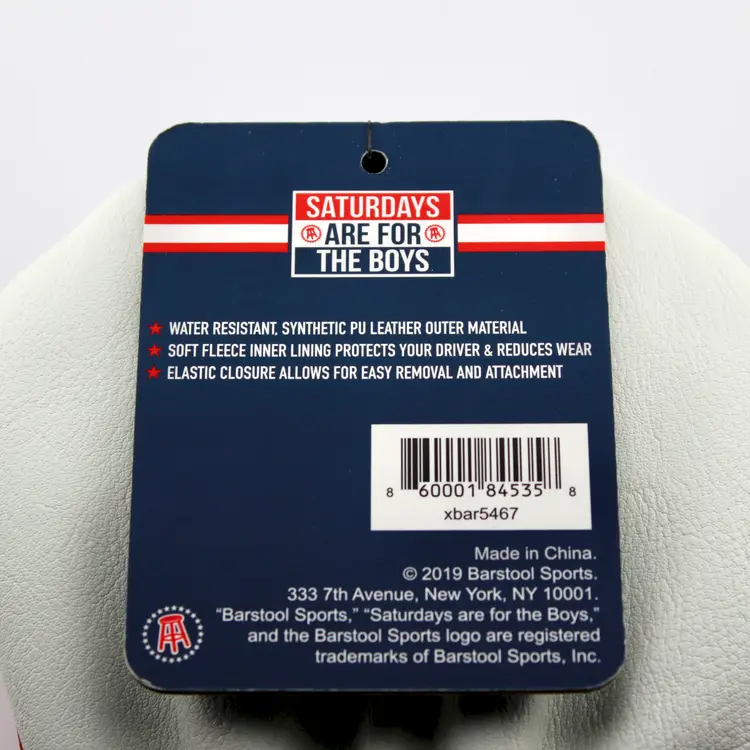 SATURDAYS
ARE FOR
THE BOYS
WATER RESISTANT, SYNTHETIC PU LEATHER OUTER MATERIAL
SOFT FLEECE INNER LINING PROTECTS YOUR DRIVER & REDUCES WEAR
ELASTIC CLOSURE ALLOWS FOR EASY REMOVAL AND ATTACHMENT
8 60001 84535 8
xbar5467
Made in China.
© 2019 Barstool Sports.
333 7th Avenue, New York, NY 10001.
“Barstool Sports,” “Saturdays are for the Boys,”
and the Barstool Sports logo are registered
trademarks of Barstool Sports, Inc.